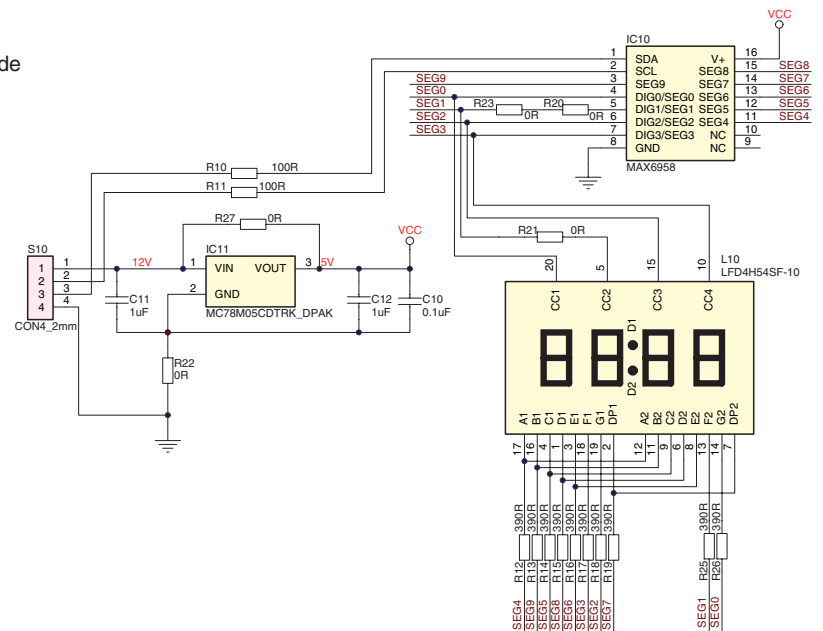 de
VCC
IC10
1 SDA V+ 16
2 SCL SEG8 15 SEG8
SEG9 3 SEG9 SEG7 14 SEG7
SEG0 4 DIG0/SEG0 SEG6 13 SEG6
SEG1 R23 0R R20 0R 5 DIG1/SEG1 SEG5 12 SEG5
SEG2 6 DIG2/SEG2 SEG4 11 SEG4
SEG3 7 DIG3/SEG3 NC 10
8 GND NC 9
MAX6958
R10 100R
R11 100R
R27 0R
VCC
R21 0R
S10
IC11
1 1 12V 1 VIN VOUT 3 5V
2 2
3 3 2 GND
4 4
CON4_2mm
C11
1uF
MC78M05CDTRK_DPAK
C12
1uF
C10
0.1uF
R22
0R
L10
LFD4H54SF-10
20 5 15 10
CC1 CC2 CC3 CC4
D1
D2
A1 B1 C1 D1 E1 F1 G1 DP1 A2 B2 C2 D2 E2 F2 G2 DP2
17 16 4 1 3 18 19 2 12 11 9 6 8 13 14 7
390R 390R 390R 390R 390R 390R 390R 390R 390R 390R
R12 R13 R14 R15 R16 R17 R18 R19 R25 R26
SEG4 SEG9 SEG5 SEG8 SEG6 SEG3 SEG2 SEG7 SEG1 SEG0